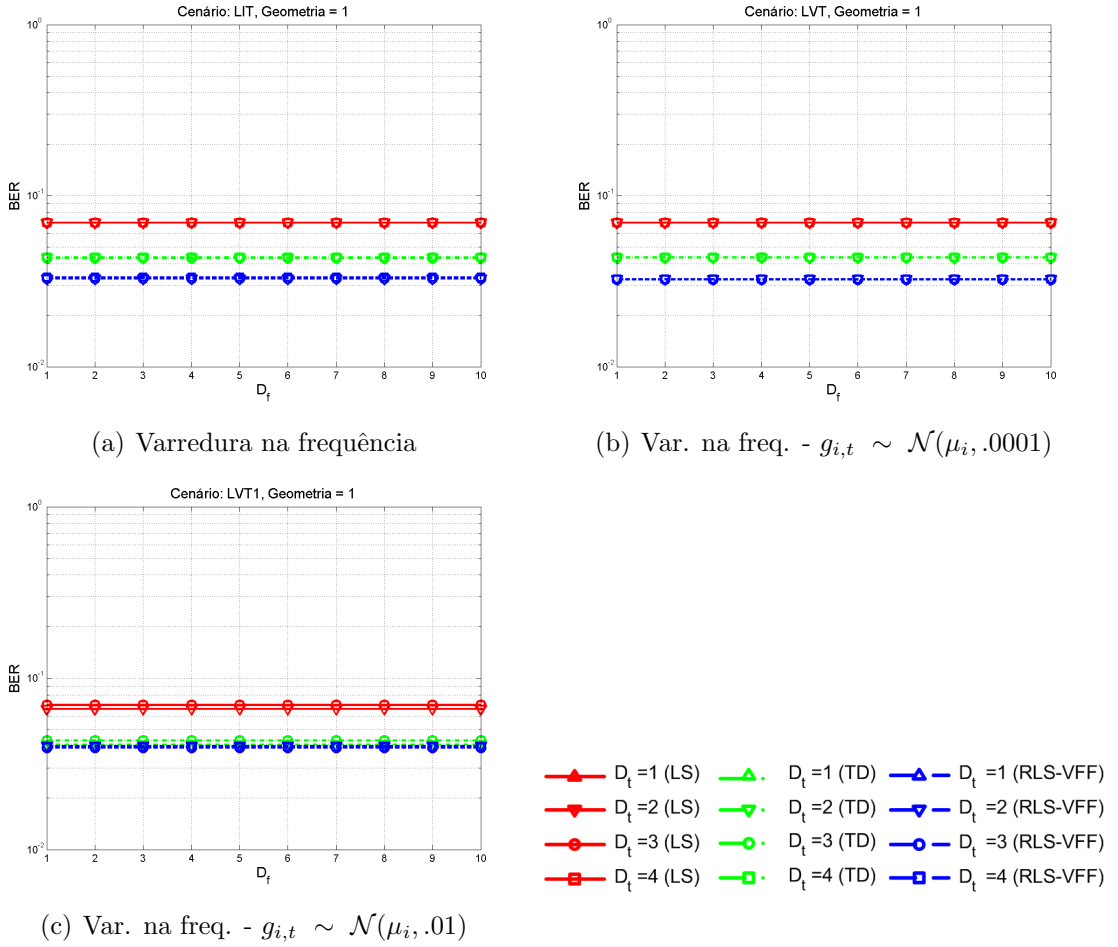 Cenário: LIT, Geometria = 1
10^0
10^-1
10^-2
BER
1 2 3 4 5 6 7 8 9 10
D_f
(a) Varredura na frequência
Cenário: LVT, Geometria = 1
10^0
10^-1
10^-2
BER
1 2 3 4 5 6 7 8 9 10
D_f
(b) Var. na freq. - g_{i,t} ∼ 𝒩(μ_i, .0001)
Cenário: LVT1, Geometria = 1
10^0
10^-1
10^-2
BER
1 2 3 4 5 6 7 8 9 10
D_f
(c) Var. na freq. - g_{i,t} ∼ 𝒩(μ_i, .01)
D_t =1 (LS) D_t =1 (TD) D_t =1 (RLS-VFF)
D_t =2 (LS) D_t =2 (TD) D_t =2 (RLS-VFF)
D_t =3 (LS) D_t =3 (TD) D_t =3 (RLS-VFF)
D_t =4 (LS) D_t =4 (TD) D_t =4 (RLS-VFF)